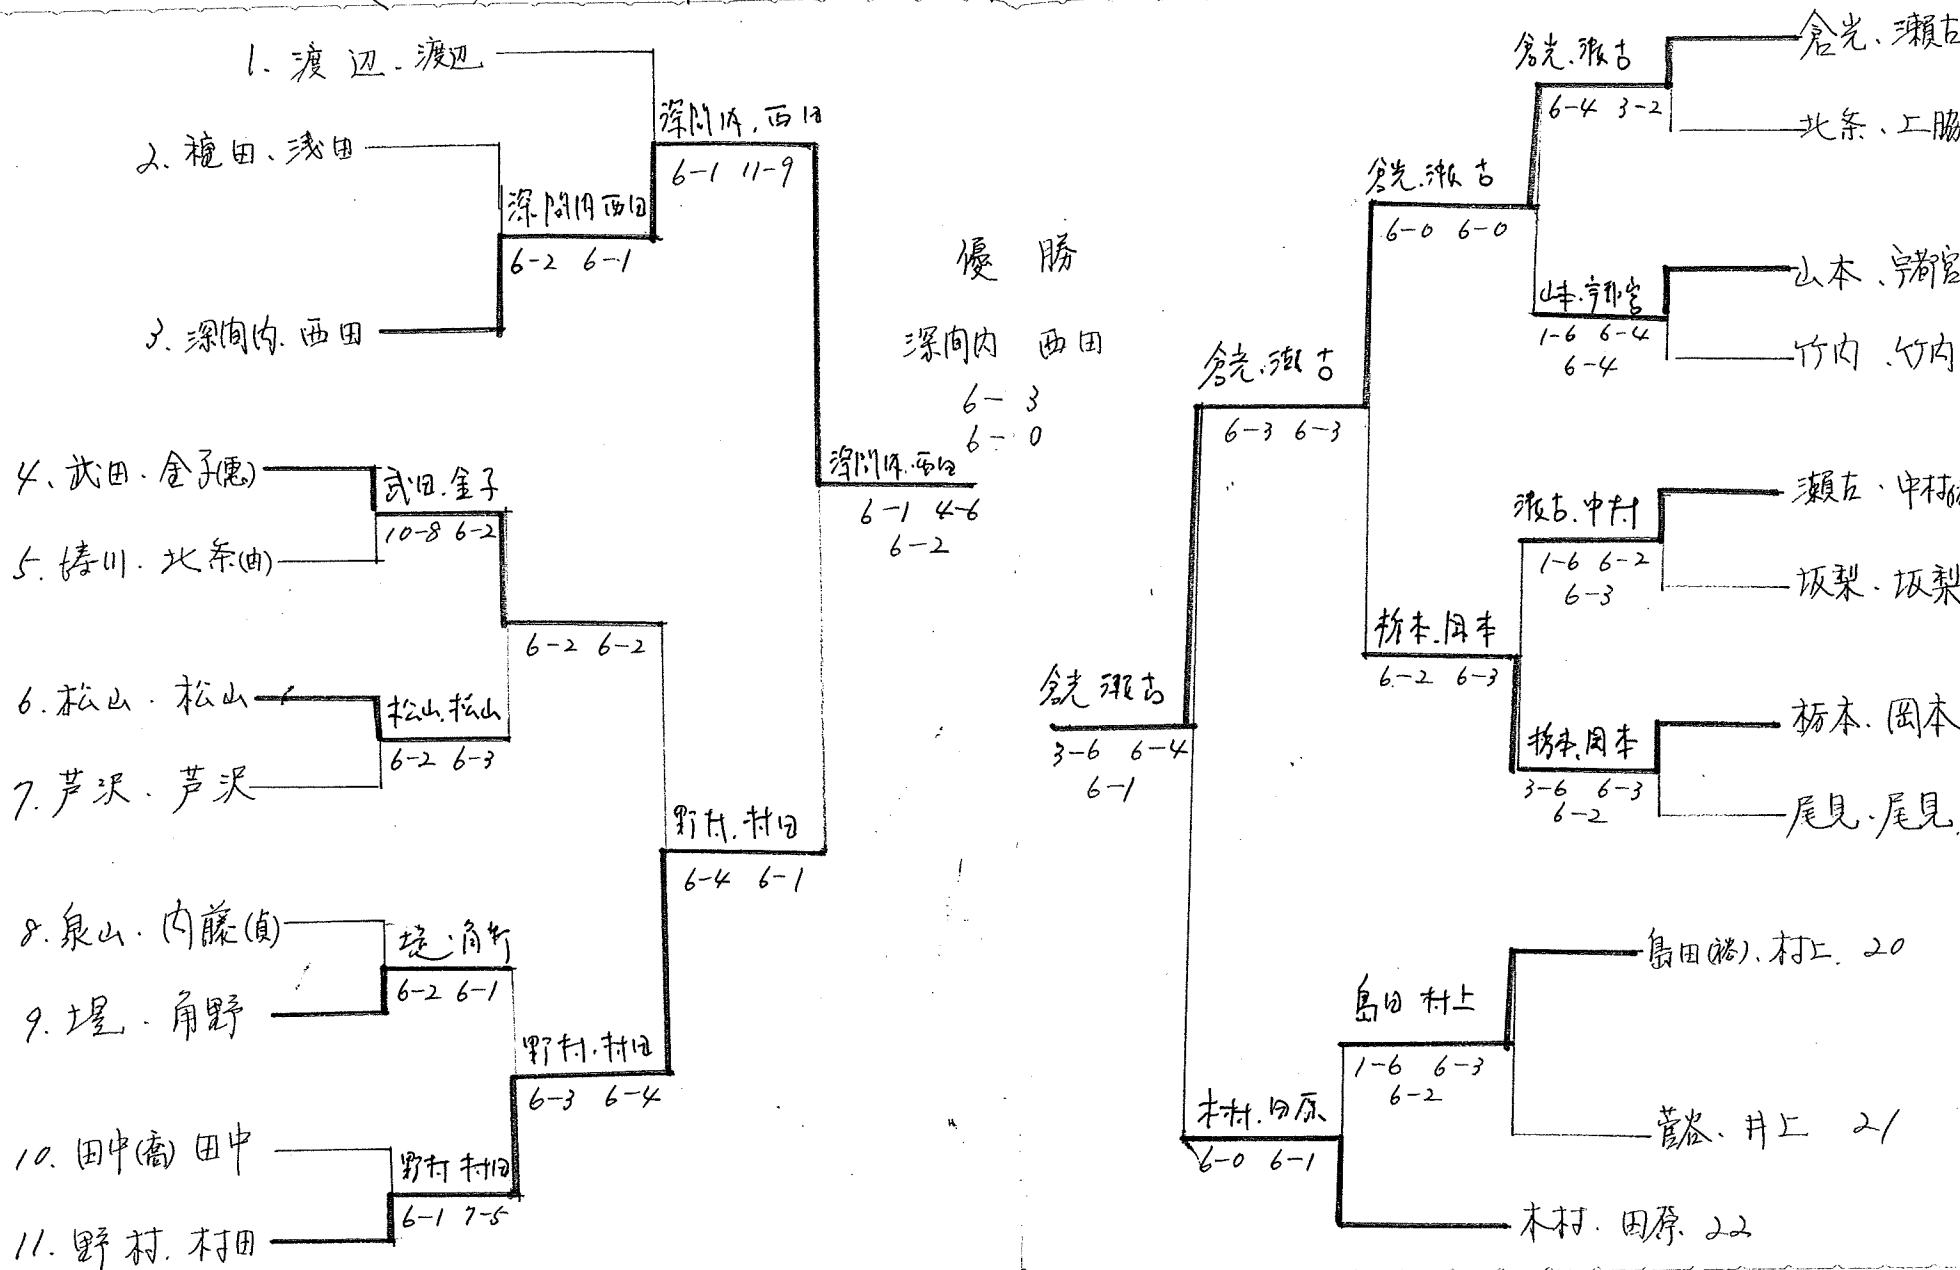 1. 渡辺、渡辺
2. 穐田、浅田
3. 深間内、西田
4. 武田・金子(恵)
5. 川・北条(由)
6. 松山・松山
7. 芦沢・芦沢
8. 泉山・内藤(貞)
9. 堤・角野
10. 田中(喬) 田中
11. 野村、村田
深間内 西田
6-2 6-1
深間内、西田
6-1 11-9
武田、金子
10-8 6-2
松山、松山
6-2 6-3
6-2 6-2
堤、角野
6-2 6-1
野村 村田
6-1 7-5
野村、村田
6-3 6-4
野村、村田
6-4 6-1
深間内、西田
6-1 4-6
6-2
優勝
深間内 西田
6-3
6-0
倉光 瀬古
3-6 6-4
6-1
倉光、瀬古
6-3 6-3
倉光、瀬古
6-0 6-0
倉光、瀬古
6-4 3-2
山本、宇都宮
1-6 6-4
6-4
瀬古、中村
1-6 6-2
6-3
栃本、岡本
6-2 6-3
栃本、岡本
3-6 6-3
6-2
島田 村上
1-6 6-3
6-2
木村、田原
6-0 6-1
倉光、瀬古
北条、上脇
山本、宇都宮
竹内、竹内
瀬古・中村
坂梨・坂梨
栃本、岡本
尾見、尾見
島田(裕)、村上 20
菅谷、井上 21
木村・田原 22